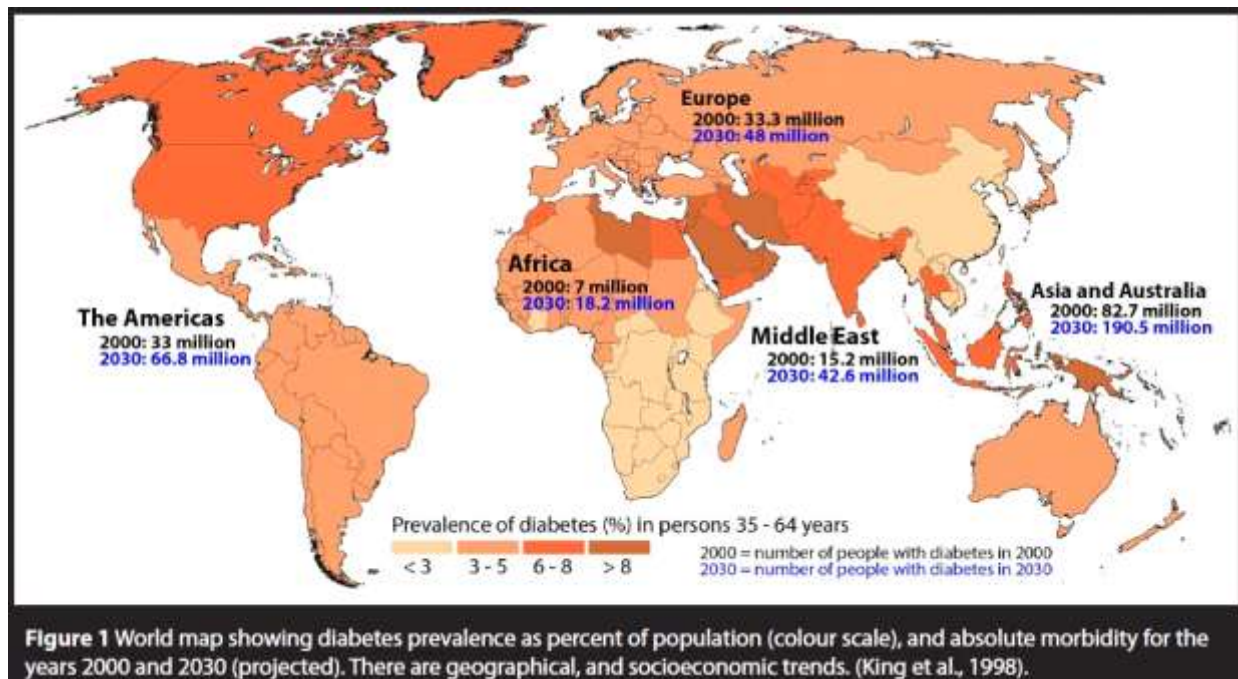 Europe
2000: 33.3 million
2030: 48 million
Africa
2000: 7 million
2030: 18.2 million
The Americas
2000: 33 million
2030: 66.8 million
Middle East
2000: 15.2 million
2030: 42.6 million
Asia and Australia
2000: 82.7 million
2030: 190.5 million
Prevalence of diabetes (%) in persons 35 - 64 years
< 3 3 - 5 6 - 8 > 8
2000 = number of people with diabetes in 2000
2030 = number of people with diabetes in 2030
Figure 1 World map showing diabetes prevalence as percent of population (colour scale), and absolute morbidity for the
years 2000 and 2030 (projected). There are geographical, and socioeconomic trends. (King et al., 1998).